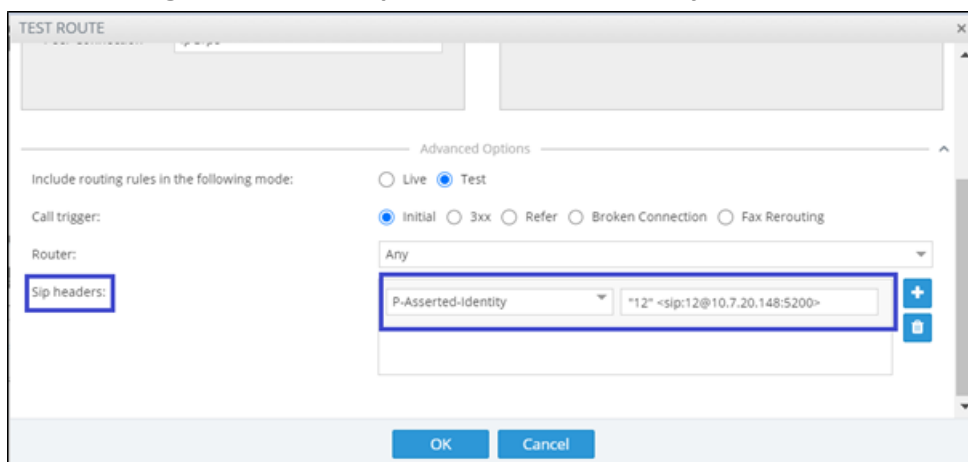 TEST ROUTE
Advanced Options
Include routing rules in the following mode: Live Test
Call trigger: Initial 3xx Refer Broken Connection Fax Rerouting
Router: Any
Sip headers: P-Asserted-Identity "12" <sip:12@10.7.20.148:5200>
OK Cancel